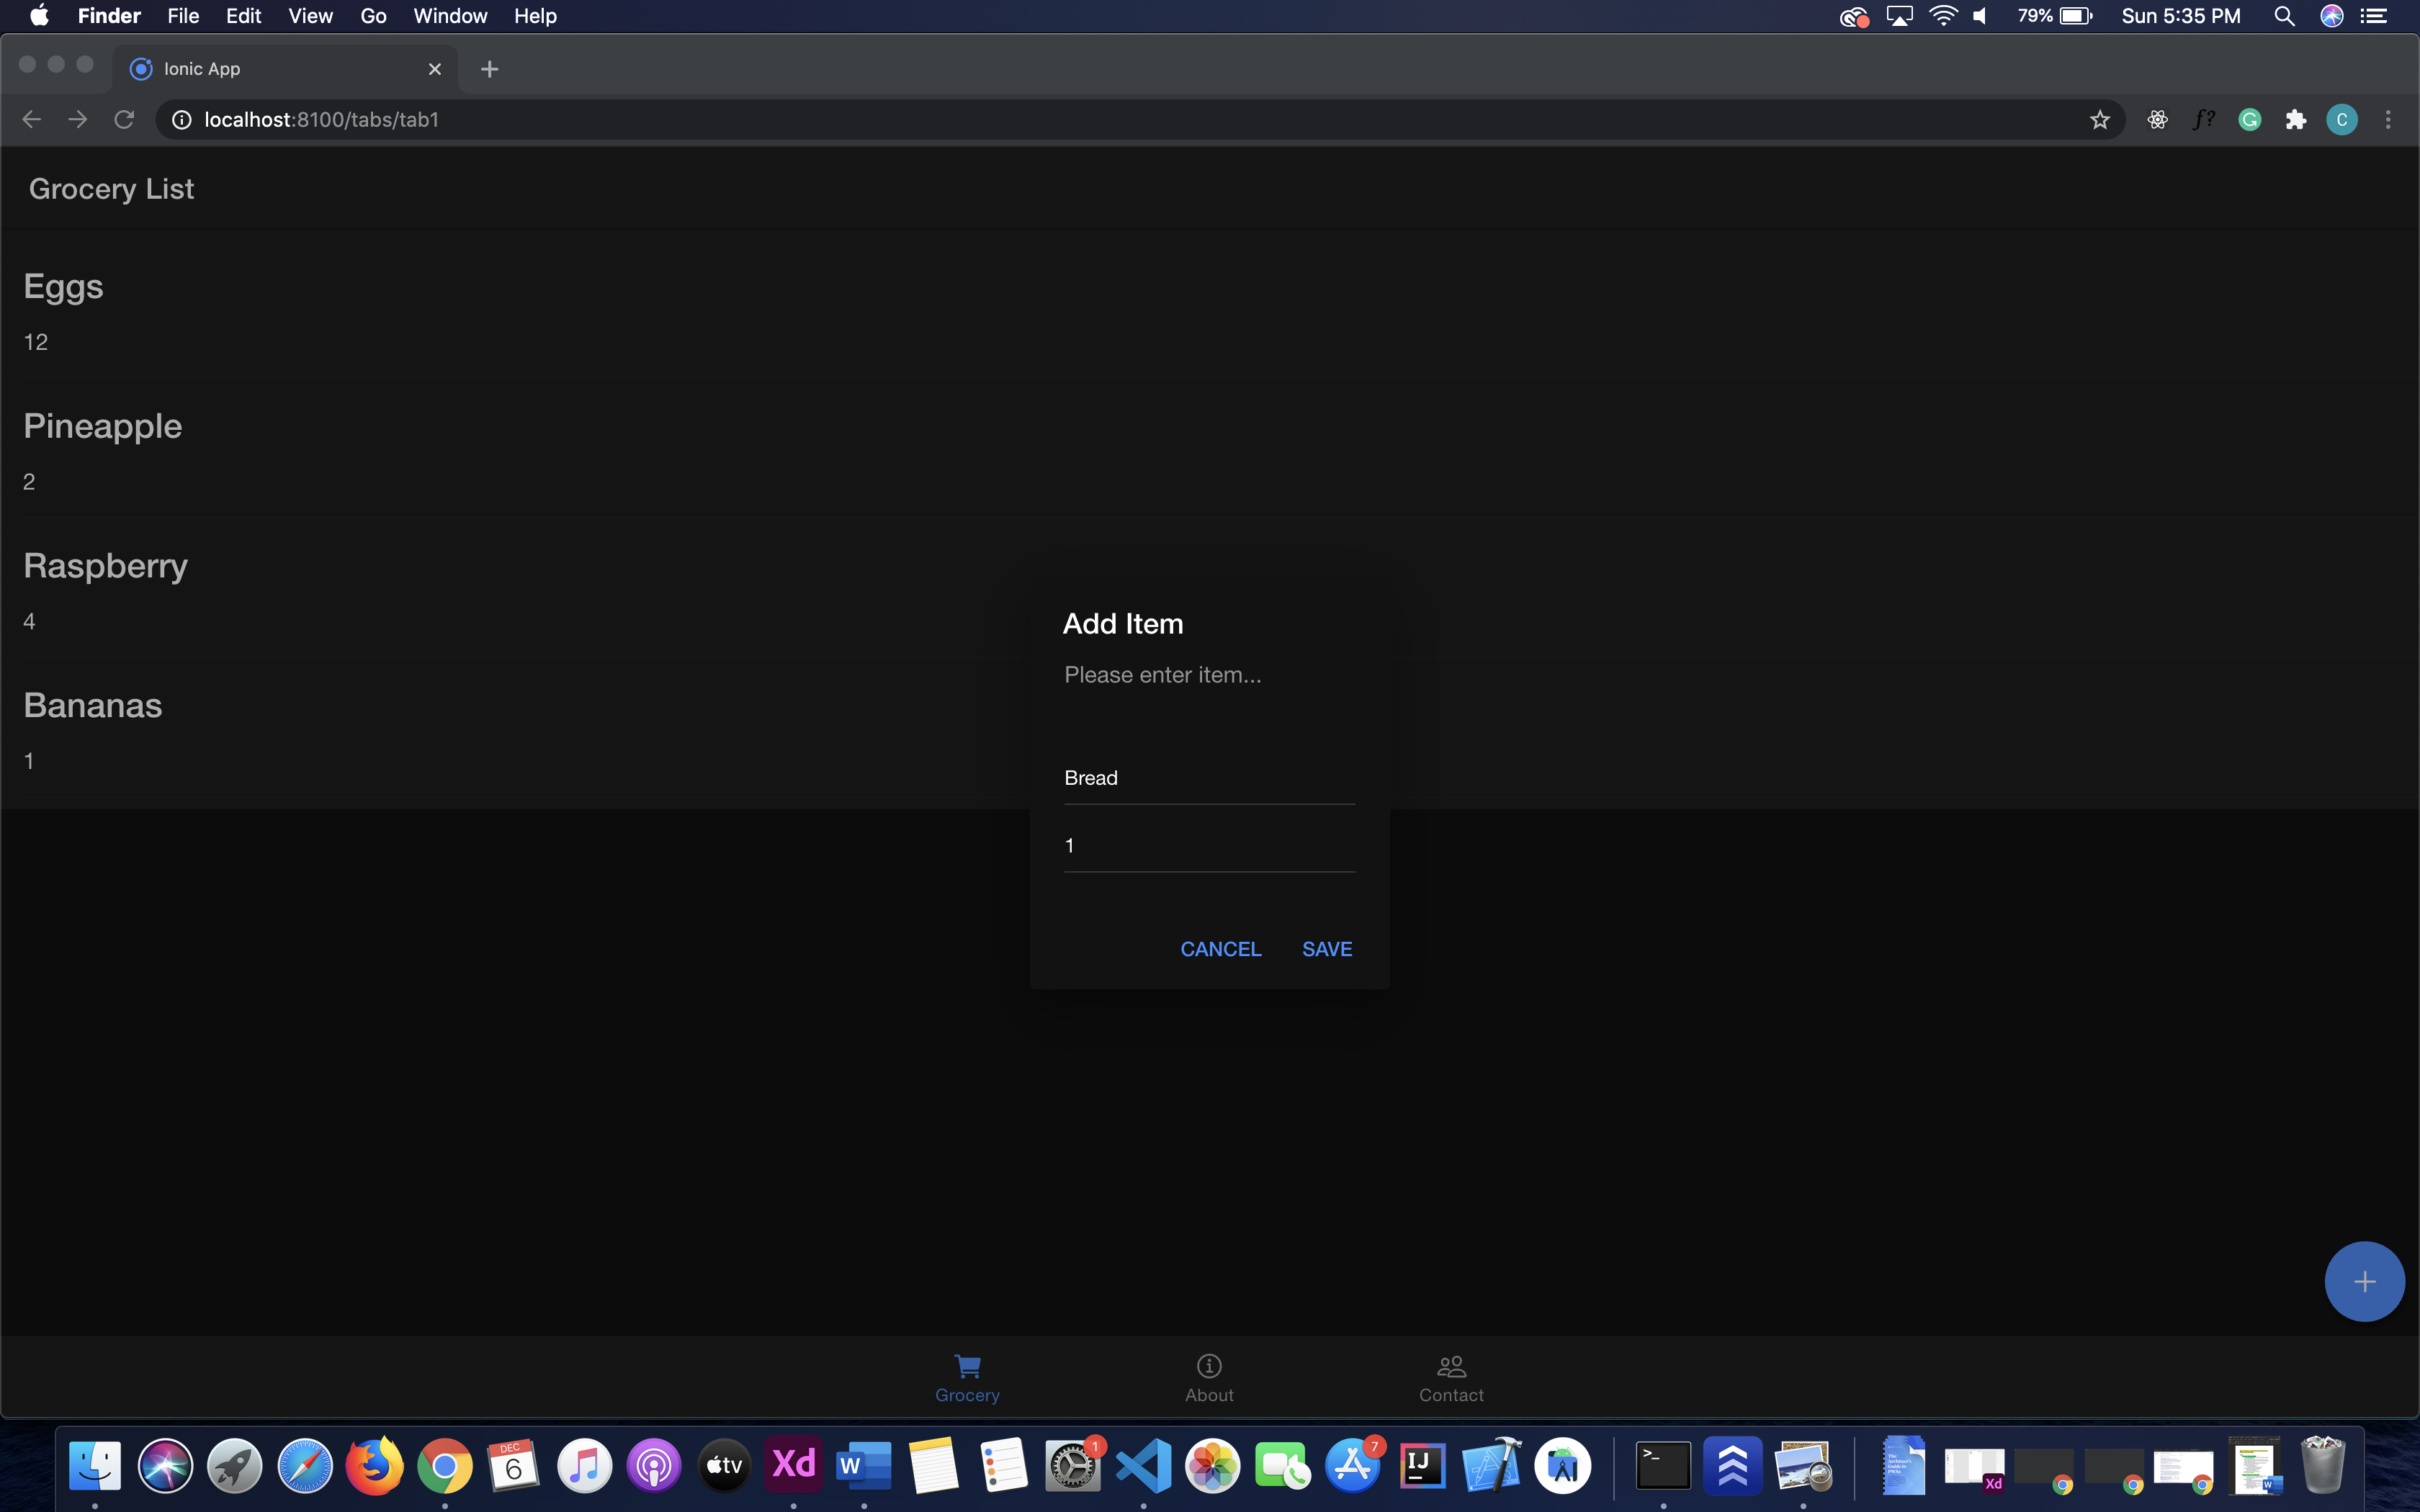 Finder File Edit View Go Window Help 79% Sun 5:35 PM
Ionic App
localhost:8100/tabs/tab1 f? C
Grocery List
Eggs
12
Pineapple
2
Raspberry
4
Bananas
1
Add Item
Please enter item...
Bread
1
CANCEL SAVE
Grocery About Contact
DEC 6 tv Xd W 1 7 IJ >_ Xd W